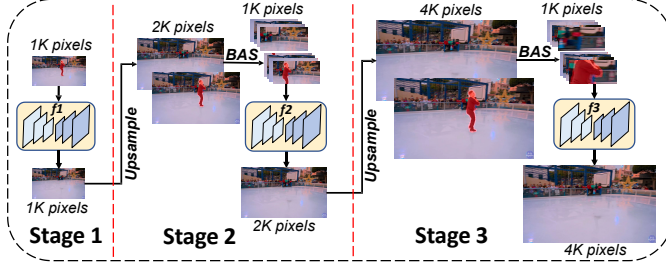 1K pixels
f1
1K pixels
Stage 1
Upsample
2K pixels
BAS
1K pixels
f2
2K pixels
Stage 2
Upsample
4K pixels
BAS
1K pixels
f3
4K pixels
Stage 3